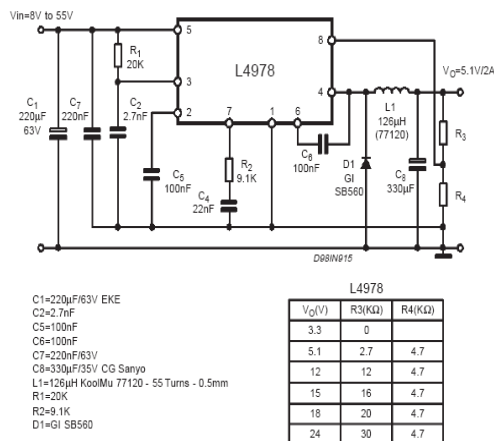 Vin=8V to 55V
5
8
R1
20K
L4978
VO=5.1V/2A
3
4
C1
220µF
63V
C7
220nF
C2
2.7nF
2
7
1
6
L1
126µH
(77120)
R3
C5
100nF
R2
9.1K
C4
22nF
C6
100nF
D1
GI
SB560
C8
330µF
R4
D98IN915
C1=220µF/63V EKE
C2=2.7nF
C5=100nF
C6=100nF
C7=220nF/63V
C8=330µF/35V CG Sanyo
L1=126µH KoolMu 77120 - 55 Turns - 0.5mm
R1=20K
R2=9.1K
D1=GI SB560
L4978
VO(V) R3(KΩ) R4(KΩ)
3.3 0
5.1 2.7 4.7
12 12 4.7
15 16 4.7
18 20 4.7
24 30 4.7